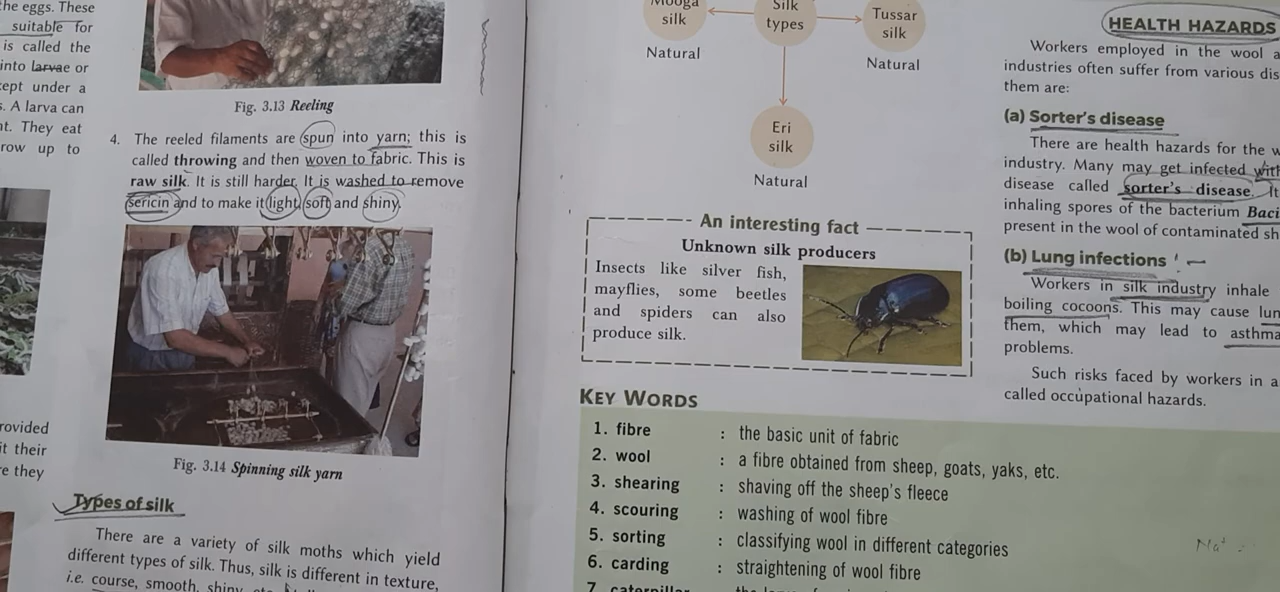 the eggs. These
suitable for
is called the
into larvae or
kept under a
s. A larva can
They eat
row up to
rovided
it their
e they
Fig. 3.13 Reeling
4. The reeled filaments are spun into yarn; this is
called throwing and then woven to fabric. This is
raw silk. It is still harder. It is washed to remove
sericin and to make it light, soft and shiny.
Fig. 3.14 Spinning silk yarn
Types of silk
There are a variety of silk moths which yield
different types of silk. Thus, silk is different in texture,
i.e. course, smooth, shiny,
Mooga
silk
Natural
Silk
types
Tussar
silk
Natural
Eri
silk
Natural
An interesting fact
Unknown silk producers
Insects like silver fish,
mayflies, some beetles
and spiders can also
produce silk.
KEY WORDS
1. fibre : the basic unit of fabric
2. wool : a fibre obtained from sheep, goats, yaks, etc.
3. shearing : shaving off the sheep's fleece
4. scouring : washing of wool fibre
5. sorting : classifying wool in different categories
6. carding : straightening of wool fibre
7. caterpillar
HEALTH HAZARDS
Workers employed in the wool a
industries often suffer from various dis
them are:
(a) Sorter's disease
There are health hazards for the w
industry. Many may get infected with
disease called sorter's disease. It
inhaling spores of the bacterium Baci
present in the wool of contaminated sh
(b) Lung infections
Workers in silk industry inhale
boiling cocoons. This may cause lun
them, which may lead to asthma
problems.
Such risks faced by workers in a
called occupational hazards.